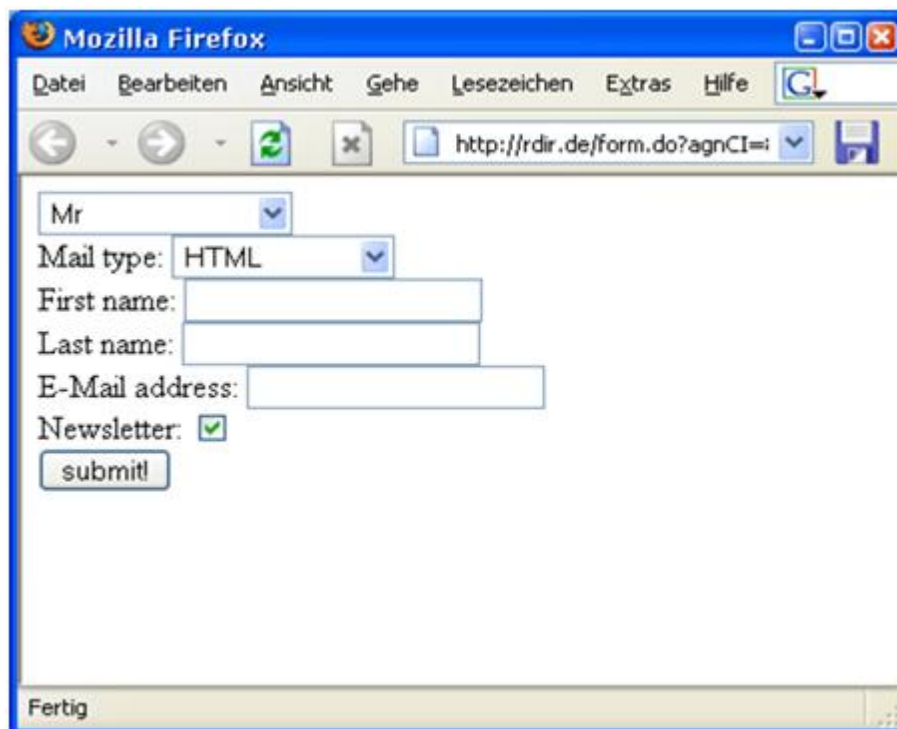 Mozilla Firefox
Datei Bearbeiten Ansicht Gehe Lesezeichen Extras Hilfe G
http://rdir.de/form.do?agnCI=
Mr
Mail type: HTML
First name:
Last name:
E-Mail address:
Newsletter:
submit!
Fertig